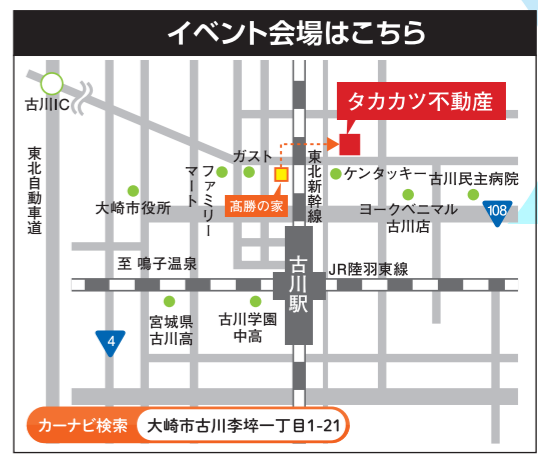 イベント会場はこちら
タカカツ不動産
古川IC
東北自動車道
ガスト
ファミリー
マート
東北新幹線
ケンタッキー
古川民主病院
大崎市役所
髙勝の家
ヨークベニマル
古川店
108
至 鳴子温泉
古川駅
JR陸羽東線
宮城県
古川高
古川学園
中高
4
カーナビ検索
大崎市古川李埣一丁目1-21